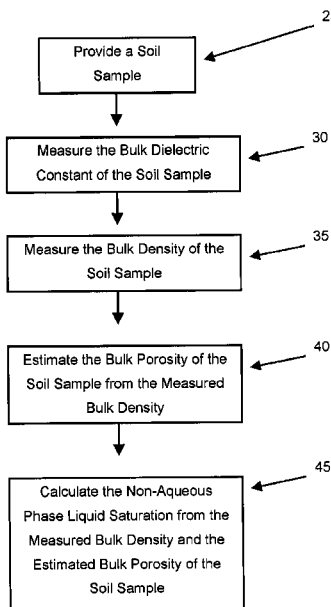 2
Provide a Soil
Sample
30
Measure the Bulk Dielectric
Constant of the Soil Sample
35
Measure the Bulk Density of the
Soil Sample
40
Estimate the Bulk Porosity of the
Soil Sample from the Measured
Bulk Density
45
Calculate the Non-Aqueous
Phase Liquid Saturation from the
Measured Bulk Density and the
Estimated Bulk Porosity of the
Soil Sample